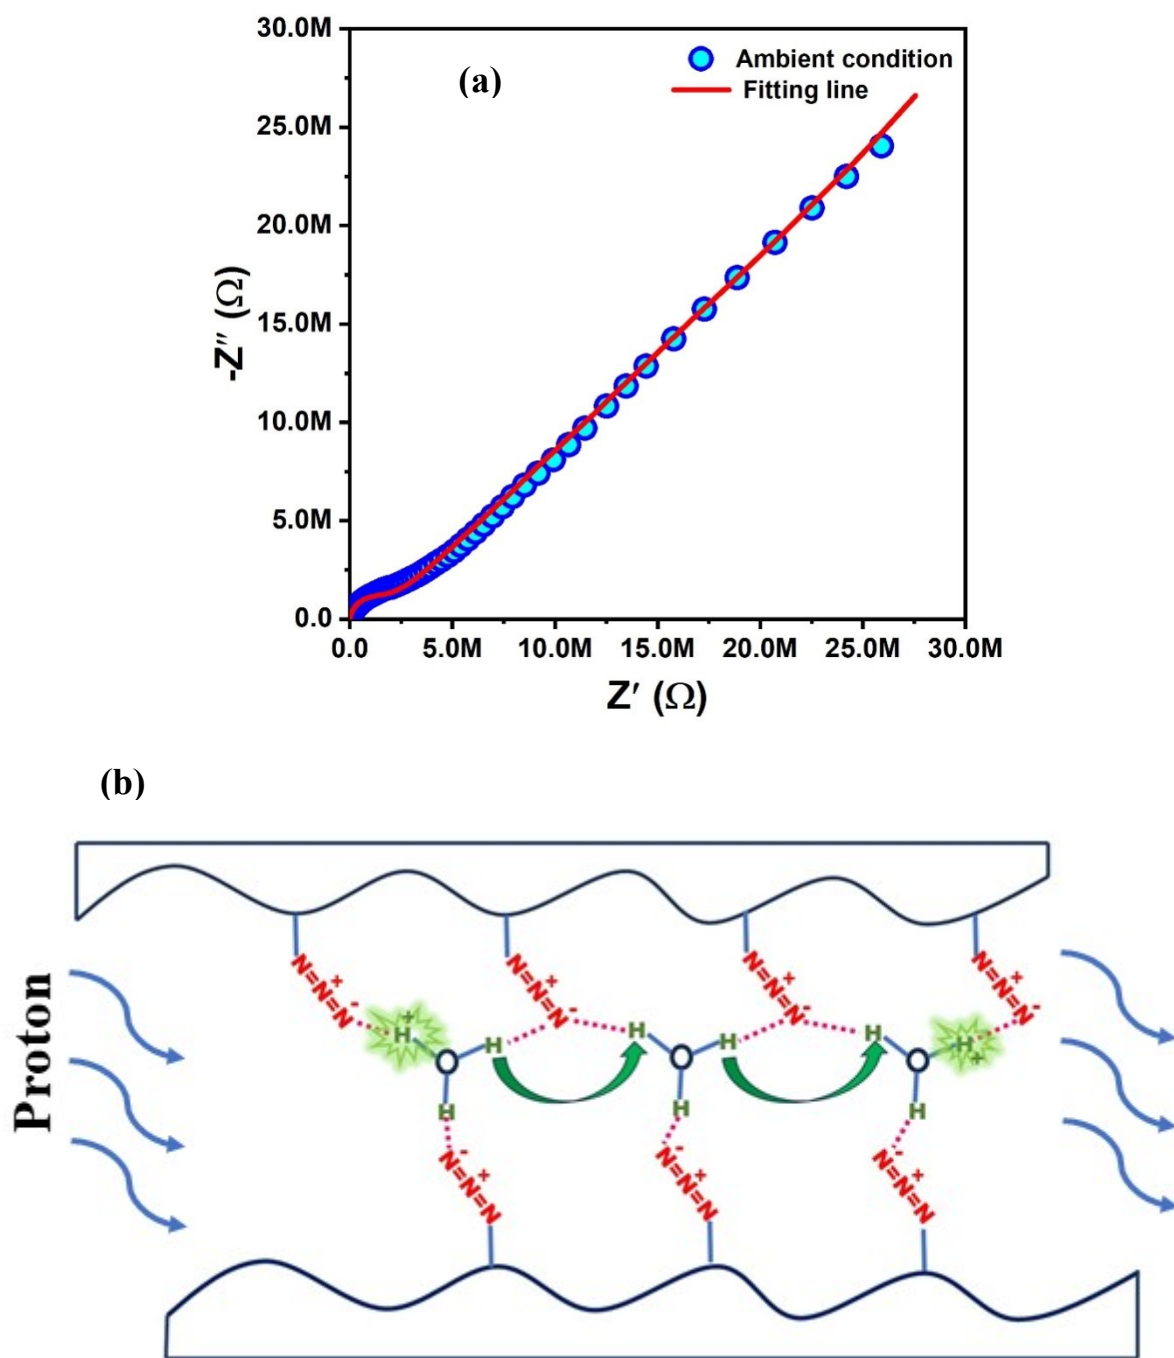 (a)
Ambient condition
Fitting line
30.0M
25.0M
20.0M
15.0M
10.0M
5.0M
0.0
-Z″ (Ω)
0.0 5.0M 10.0M 15.0M 20.0M 25.0M 30.0M
Z′ (Ω)
(b)
Proton
N=N=N + -
N=N=N + -
N=N=N + -
N=N=N + -
H + O H H
H O H H
H O H + H
N=N=N - +
N=N=N - +
N=N=N - +